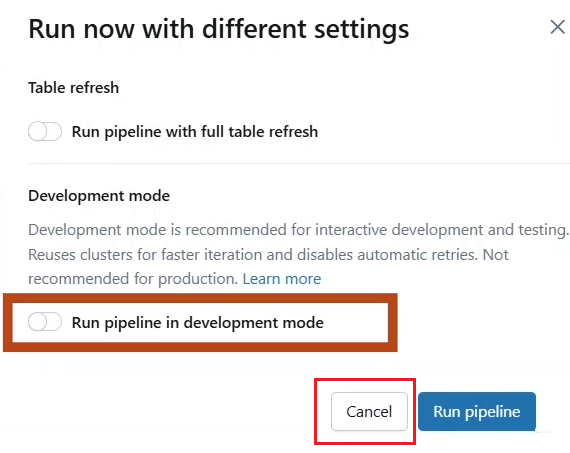 Run now with different settings
Table refresh
Run pipeline with full table refresh
Development mode
Development mode is recommended for interactive development and testing.
Reuses clusters for faster iteration and disables automatic retries. Not
recommended for production. Learn more
Run pipeline in development mode
Cancel
Run pipeline